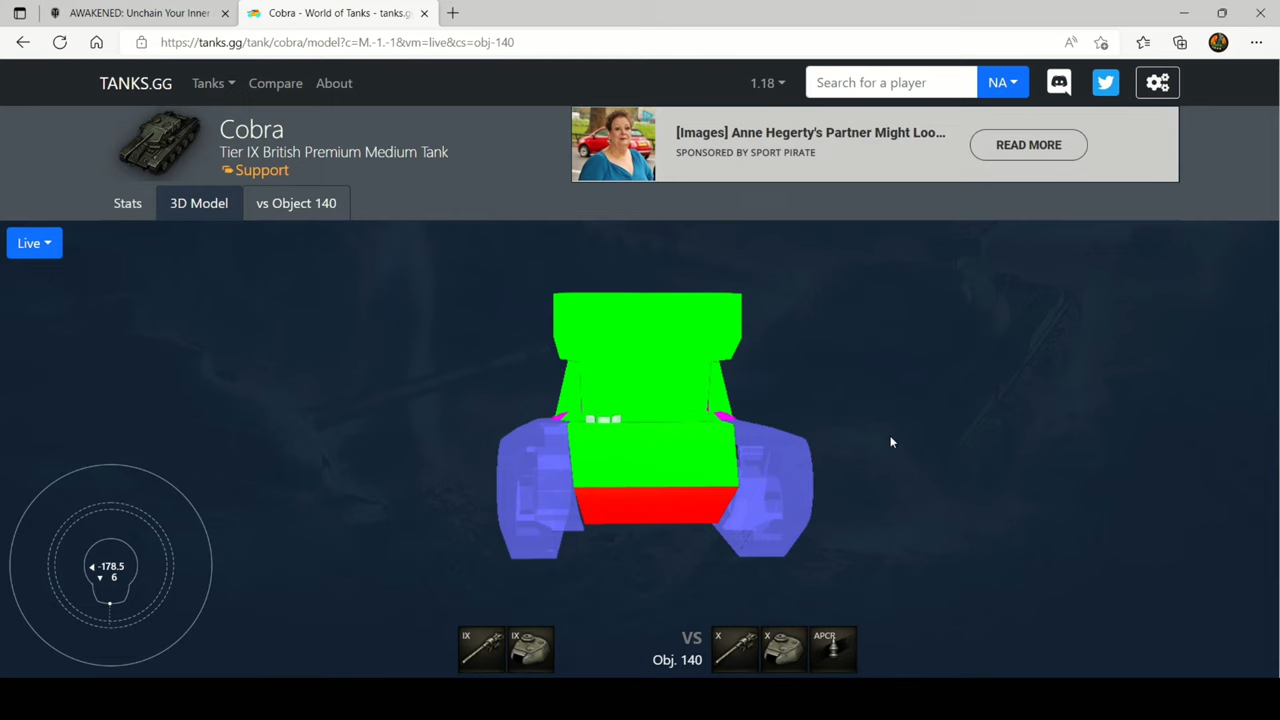 AWAKENED: Unchain Your Inner
Cobra - World of Tanks - tanks.g
https://tanks.gg/tank/cobra/model?c=M.-1.-1&vm=live&cs=obj-140
TANKS.GG
Tanks
Compare
About
1.18
Search for a player
NA
Cobra
Tier IX British Premium Medium Tank
Support
[Images] Anne Hegerty's Partner Might Loo...
SPONSORED BY SPORT PIRATE
READ MORE
Stats
3D Model
vs Object 140
Live
-178.5
6
IX
IX
VS
Obj. 140
X
X
APCR